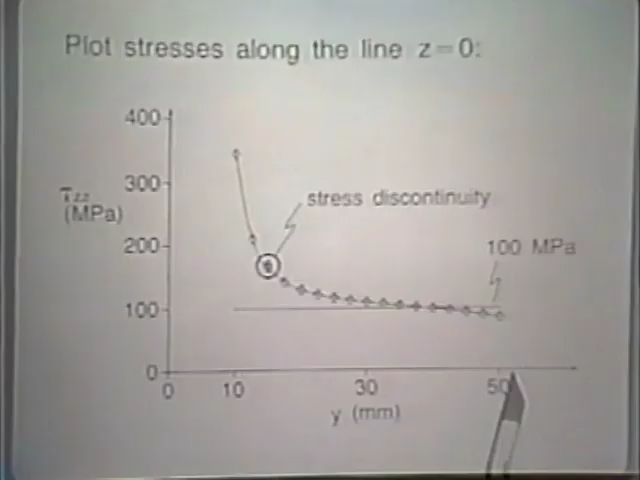 Plot stresses along the line z=0:
400
300
τzz
(MPa)
stress discontinuity
200
100 MPa
100
0
0 10 30 50
y (mm)